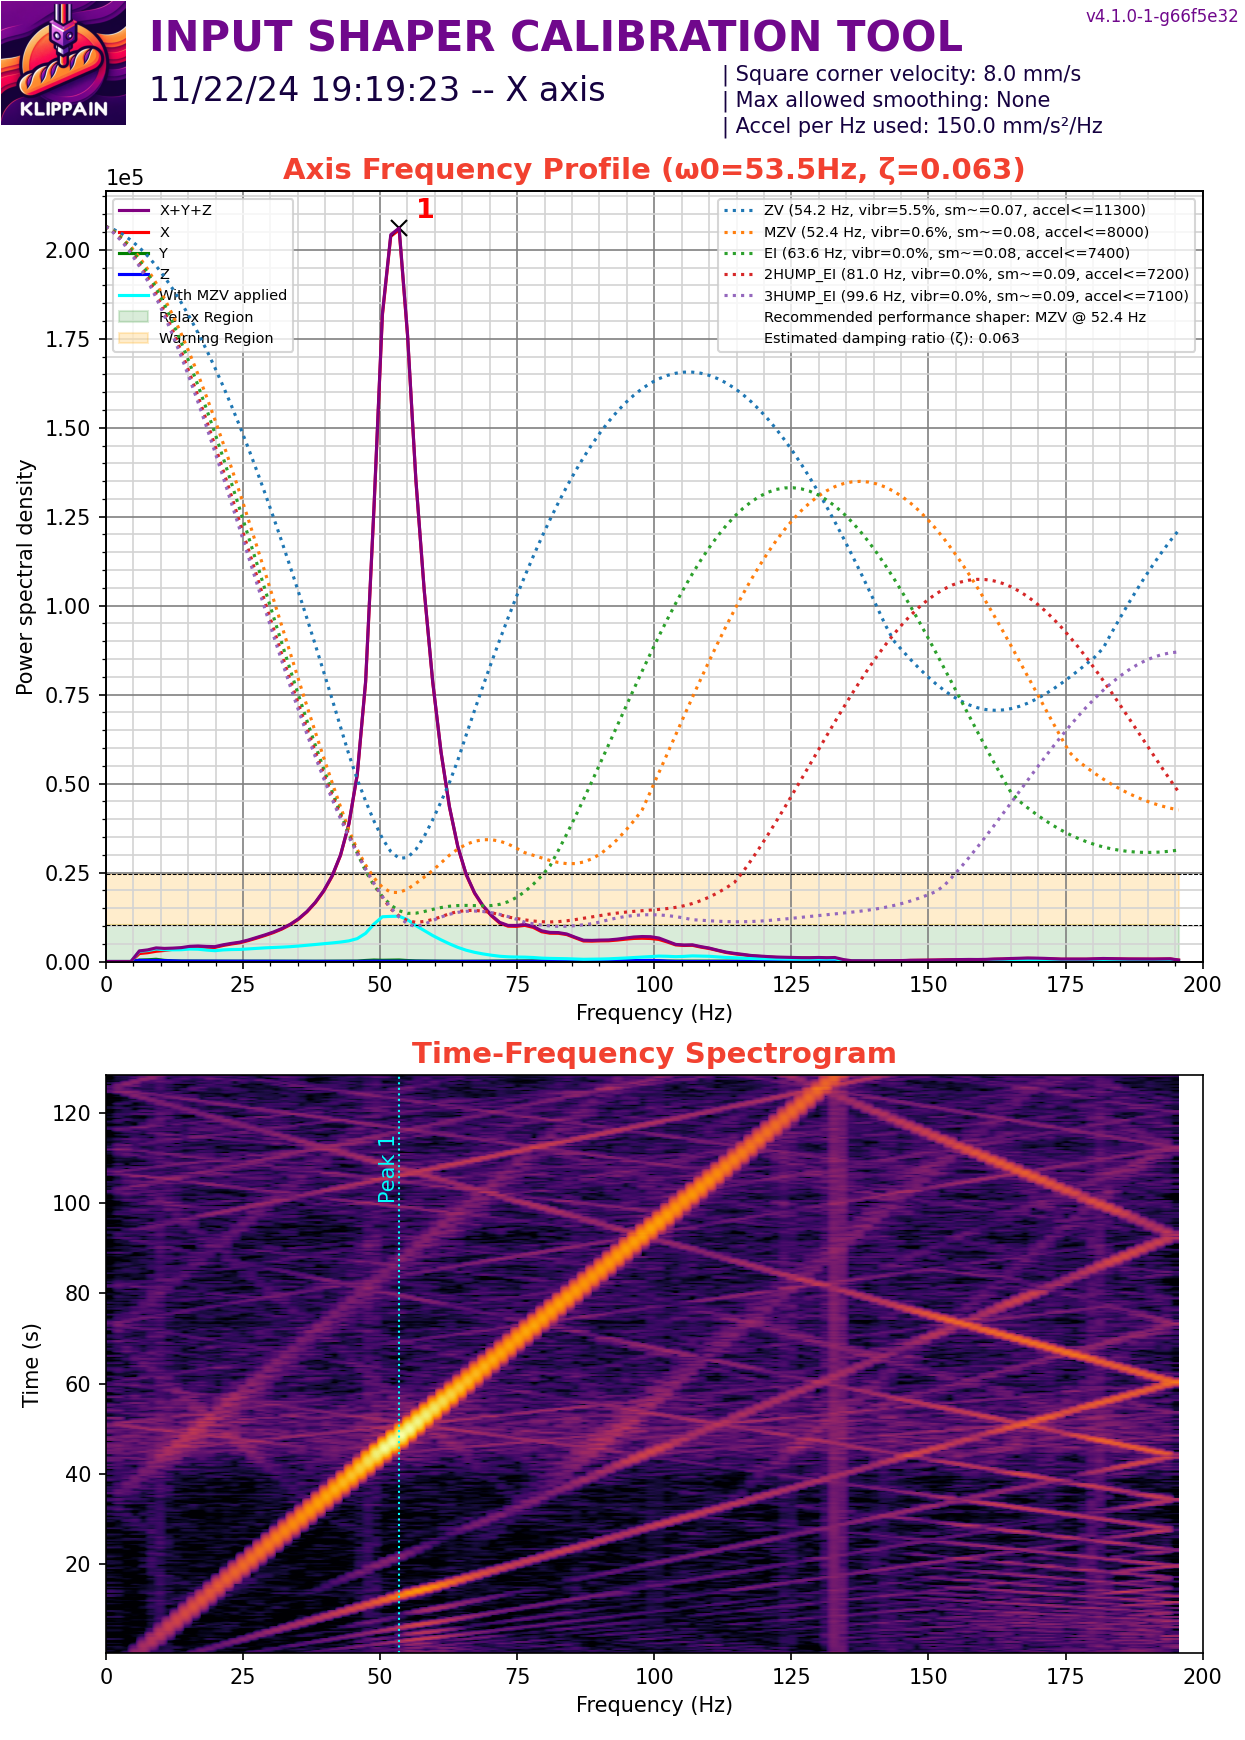 v4.1.0-1-g66f5e32
INPUT SHAPER CALIBRATION TOOL
11/22/24 19:19:23 -- X axis
| Square corner velocity: 8.0 mm/s
| Max allowed smoothing: None
| Accel per Hz used: 150.0 mm/s²/Hz
KLIPPAIN
Axis Frequency Profile (ω0=53.5Hz, ζ=0.063)
1e5
1
X+Y+Z
X
Y
Z
With MZV applied
Relax Region
Warning Region
ZV (54.2 Hz, vibr=5.5%, sm~=0.07, accel<=11300)
MZV (52.4 Hz, vibr=0.6%, sm~=0.08, accel<=8000)
EI (63.6 Hz, vibr=0.0%, sm~=0.08, accel<=7400)
2HUMP_EI (81.0 Hz, vibr=0.0%, sm~=0.09, accel<=7200)
3HUMP_EI (99.6 Hz, vibr=0.0%, sm~=0.09, accel<=7100)
Recommended performance shaper: MZV @ 52.4 Hz
Estimated damping ratio (ζ): 0.063
2.00
1.75
1.50
1.25
1.00
0.75
0.50
0.25
0.00
Power spectral density
0 25 50 75 100 125 150 175 200
Frequency (Hz)
Time-Frequency Spectrogram
Peak 1
120
100
80
60
40
20
Time (s)
0 25 50 75 100 125 150 175 200
Frequency (Hz)